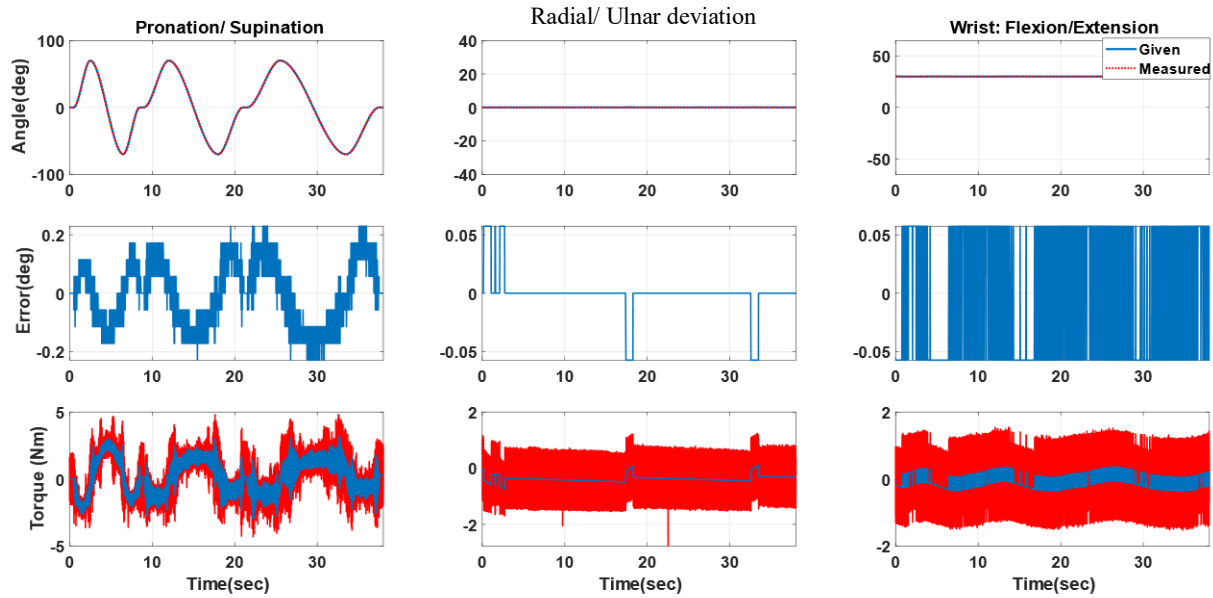 Pronation/ Supination
Radial/ Ulnar deviation
Wrist: Flexion/Extension
Given
Measured
Angle(deg)
100
0
-100
0 10 20 30
40
20
0
-20
-40
0 10 20 30
50
0
-50
0 10 20 30
Error(deg)
0.2
0
-0.2
0 10 20 30
0.05
0
-0.05
0 10 20 30
0.05
0
-0.05
0 10 20 30
Torque (Nm)
5
0
-5
0 10 20 30
Time(sec)
2
0
-2
0 10 20 30
Time(sec)
2
0
-2
0 10 20 30
Time(sec)